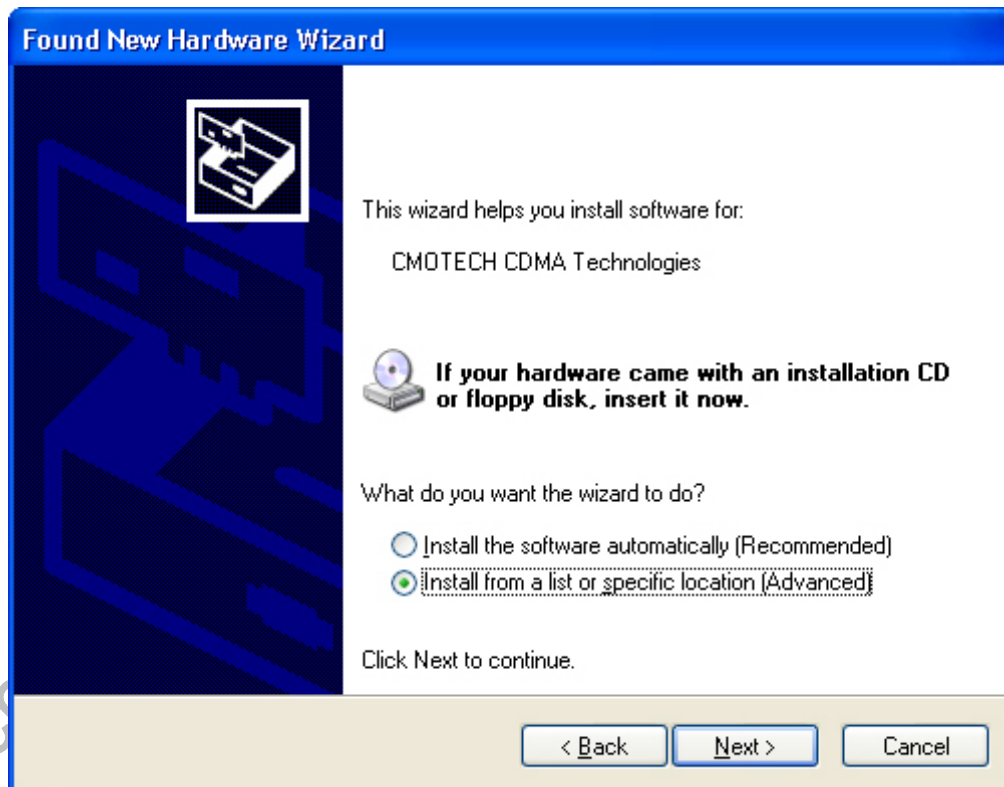 Found New Hardware Wizard
This wizard helps you install software for:
CMOTECH CDMA Technologies
If your hardware came with an installation CD
or floppy disk, insert it now.
What do you want the wizard to do?
Install the software automatically (Recommended)
Install from a list or specific location (Advanced)
Click Next to continue.
< Back Next > Cancel